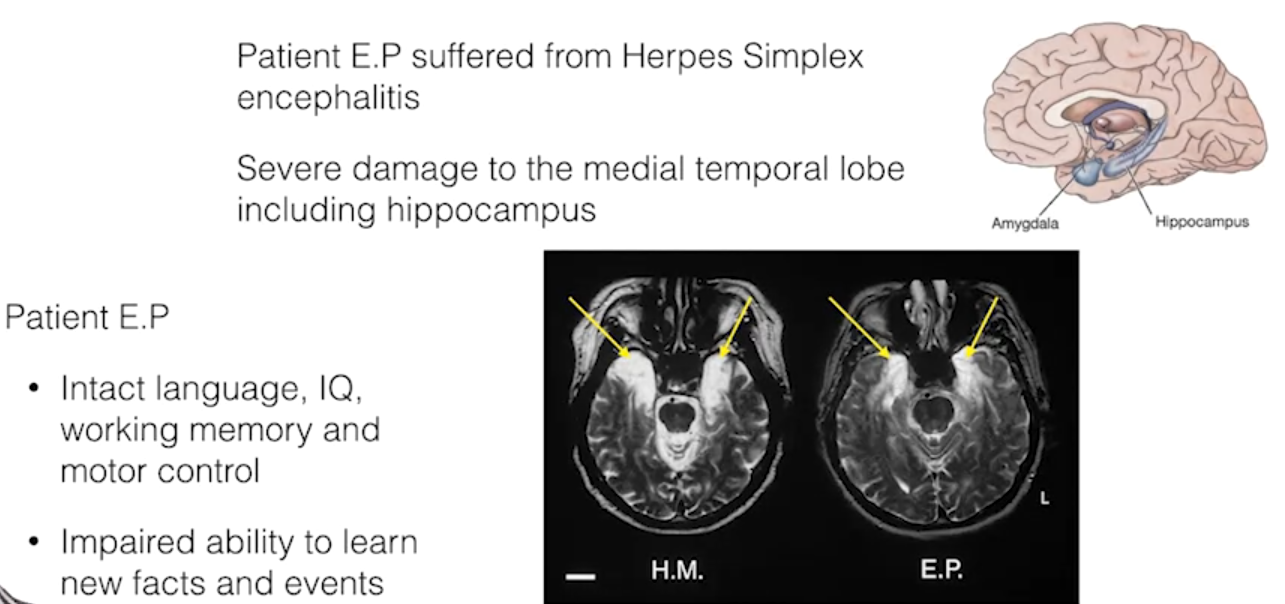 Patient E.P suffered from Herpes Simplex
encephalitis
Severe damage to the medial temporal lobe
including hippocampus
Amygdala
Hippocampus
Patient E.P
• Intact language, IQ,
working memory and
motor control
• Impaired ability to learn
new facts and events
L
H.M.
E.P.